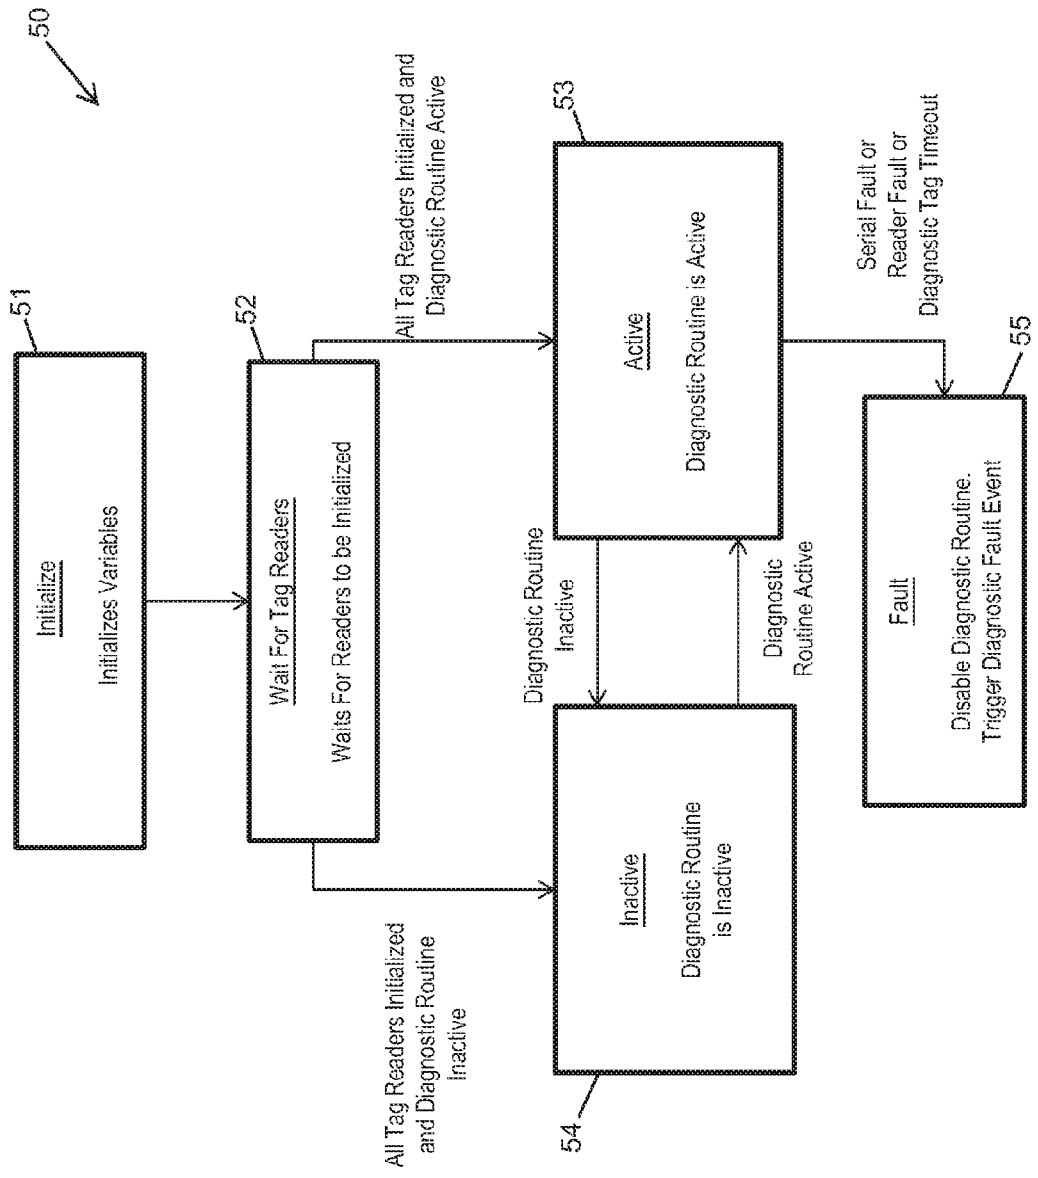 50
51
Initialize
Initializes Variables
52
Wait For Tag Readers
Waits For Readers to be Initialized
All Tag Readers Initialized
and Diagnostic Routine
Inactive
All Tag Readers Initialized and
Diagnostic Routine Active
54
Inactive
Diagnostic Routine
is Inactive
Diagnostic Routine
Inactive
Diagnostic
Routine Active
53
Active
Diagnostic Routine is Active
Serial Fault or
Reader Fault or
Diagnostic Tag Timeout
55
Fault
Disable Diagnostic Routine.
Trigger Diagnostic Fault Event